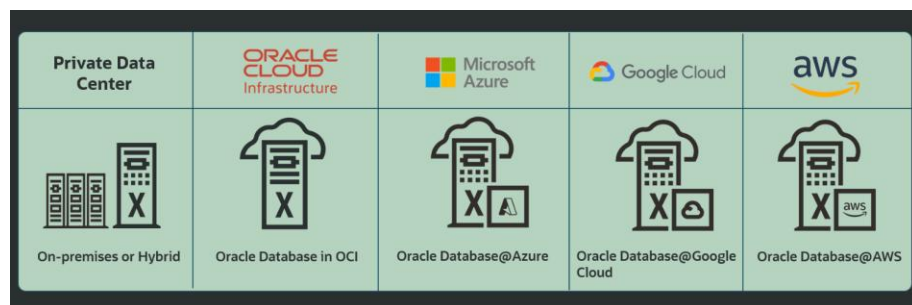 Private Data
Center
ORACLE
CLOUD
Infrastructure
Microsoft
Azure
Google Cloud
aws
X
X
X
X
X
aws
On-premises or Hybrid
Oracle Database in OCI
Oracle Database@Azure
Oracle Database@Google
Cloud
Oracle Database@AWS